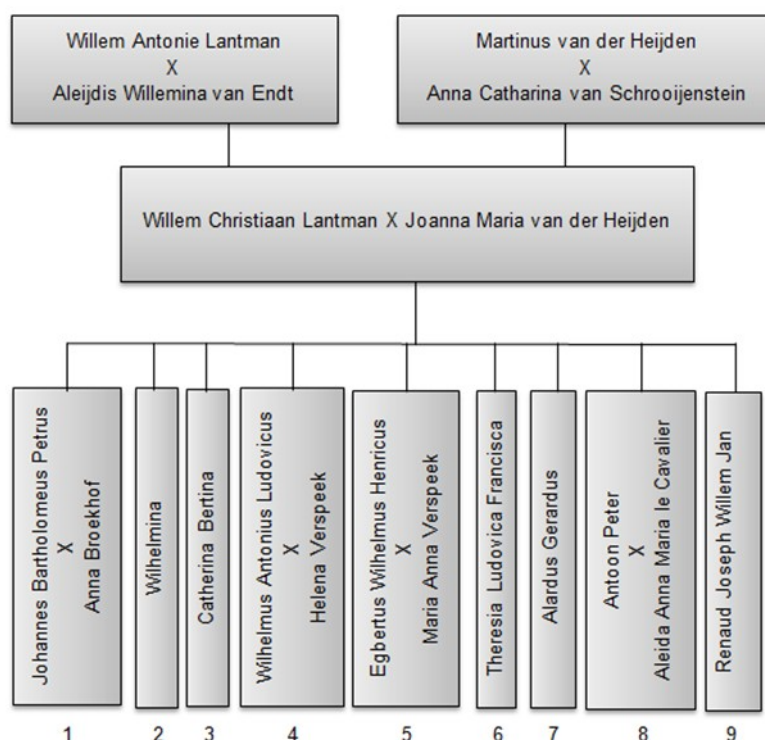 Willem Antonie Lantman
X
Aleijdis Willemina van Endt
Martinus van der Heijden
X
Anna Catharina van Schrooijenstein
Willem Christiaan Lantman X Joanna Maria van der Heijden
Johannes Bartholomeus Petrus
X
Anna Broekhof
Wilhelmina
Catherina Bertina
Wilhelmus Antonius Ludovicus
X
Helena Verspeek
Egbertus Wilhelmus Henricus
X
Maria Anna Verspeek
Theresia Ludovica Francisca
Alardus Gerardus
Antoon Peter
X
Aleida Anna Maria le Cavalier
Renaud Joseph Willem Jan
1 2 3 4 5 6 7 8 9